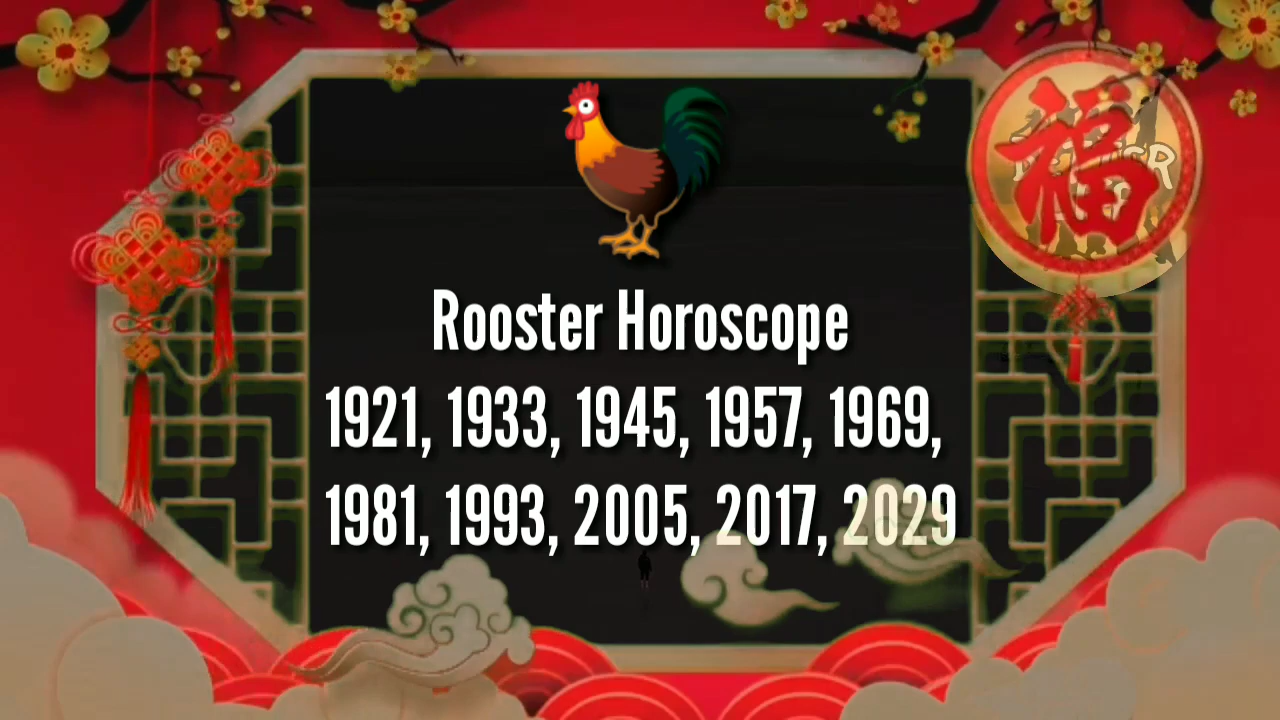 福
Rooster Horoscope
1921, 1933, 1945, 1957, 1969,
1981, 1993, 2005, 2017, 2029